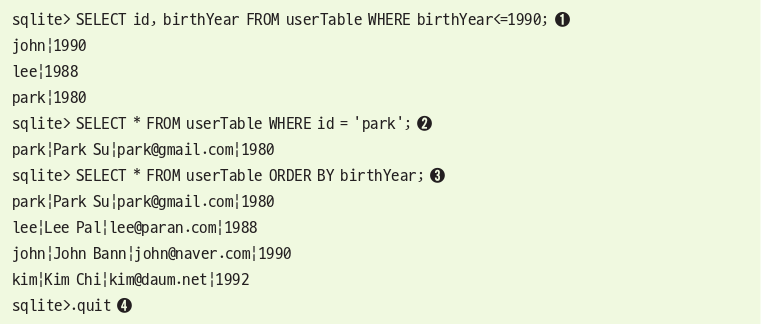 sqlite> SELECT id, birthYear FROM userTable WHERE birthYear<=1990; ❶
john¦1990
lee¦1988
park¦1980
sqlite> SELECT * FROM userTable WHERE id = 'park'; ❷
park¦Park Su¦park@gmail.com¦1980
sqlite> SELECT * FROM userTable ORDER BY birthYear; ❸
park¦Park Su¦park@gmail.com¦1980
lee¦Lee Pal¦lee@paran.com¦1988
john¦John Bann¦john@naver.com¦1990
kim¦Kim Chi¦kim@daum.net¦1992
sqlite>.quit ❹